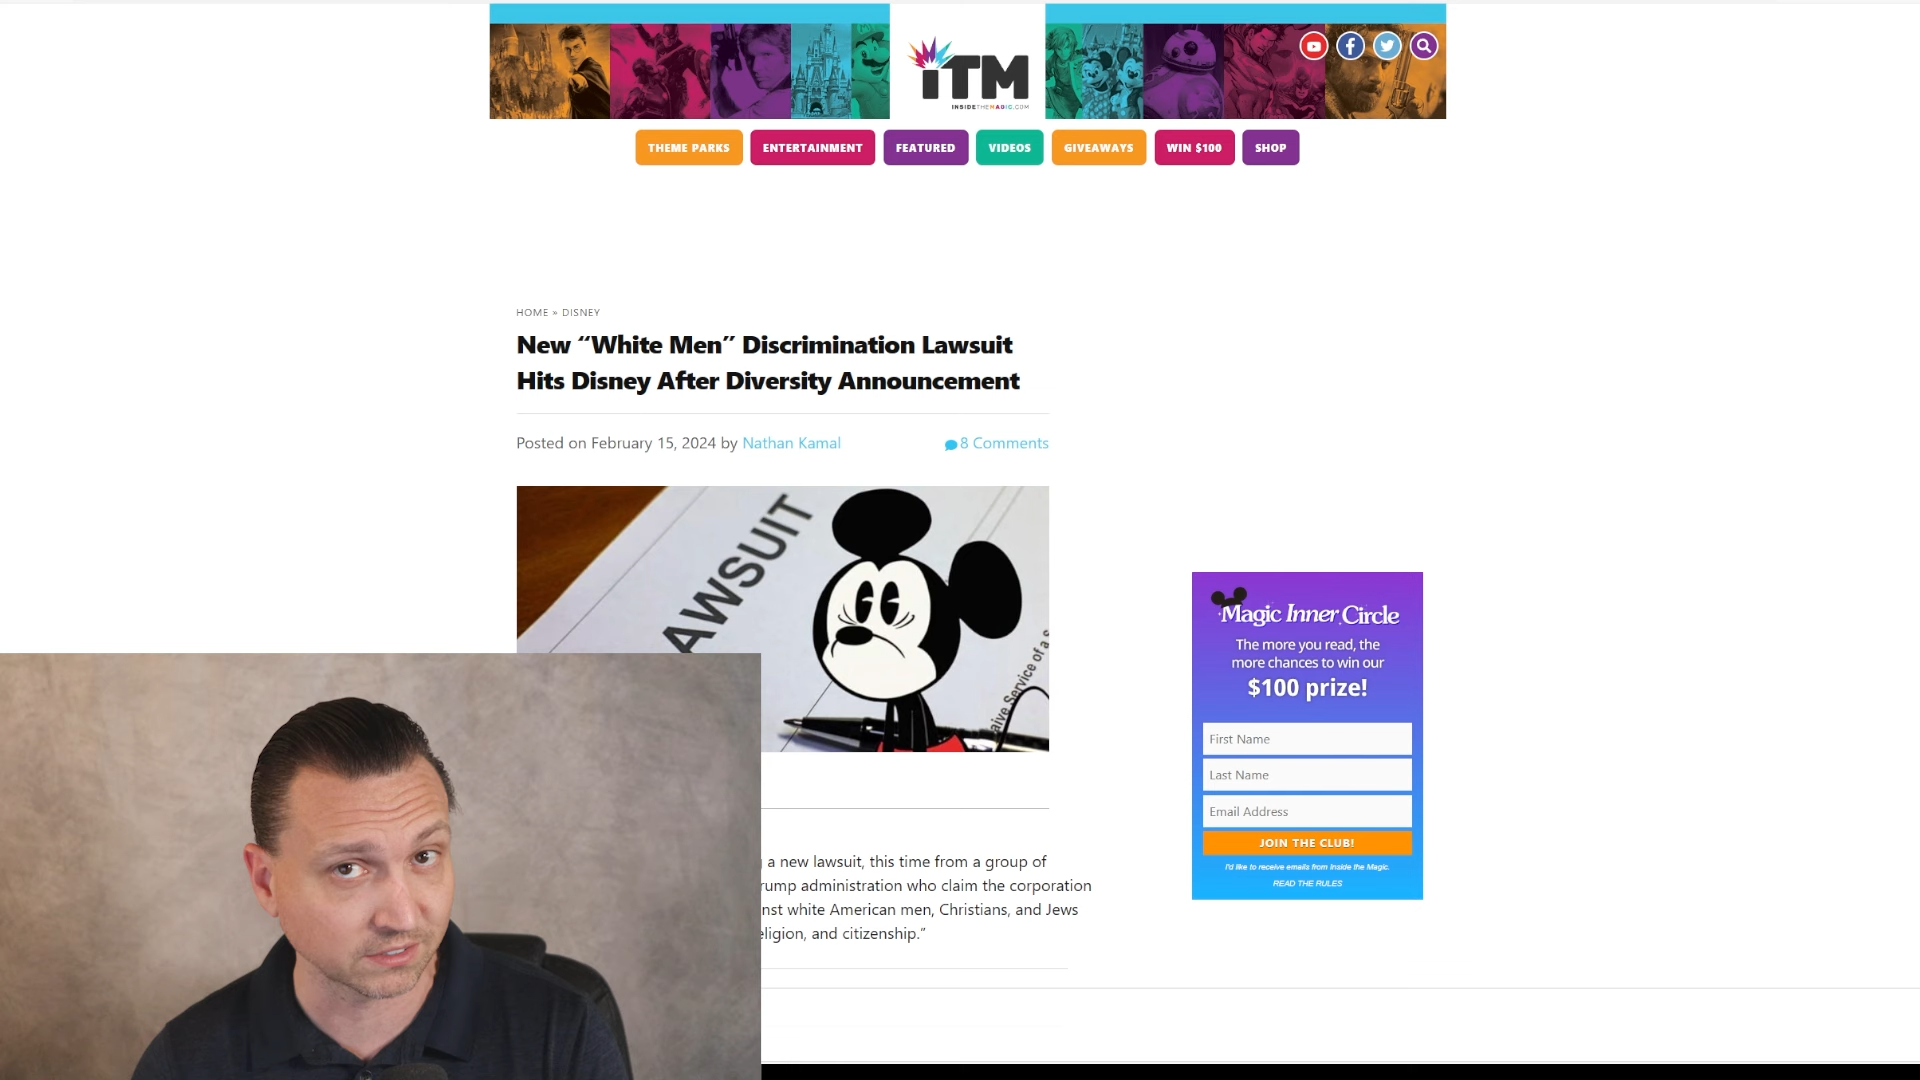 iTM
INSIDETHEMAGIC.COM
THEME PARKS
ENTERTAINMENT
FEATURED
VIDEOS
GIVEAWAYS
WIN $100
SHOP
HOME » DISNEY
New “White Men” Discrimination Lawsuit
Hits Disney After Diversity Announcement
Posted on February 15, 2024 by Nathan Kamal
8 Comments
AWSUIT
Service of a
a new lawsuit, this time from a group of
rump administration who claim the corporation
nst white American men, Christians, and Jews
eligion, and citizenship.”
Magic Inner Circle
The more you read, the
more chances to win our
$100 prize!
First Name
Last Name
Email Address
JOIN THE CLUB!
I'd like to receive emails from Inside the Magic.
READ THE RULES